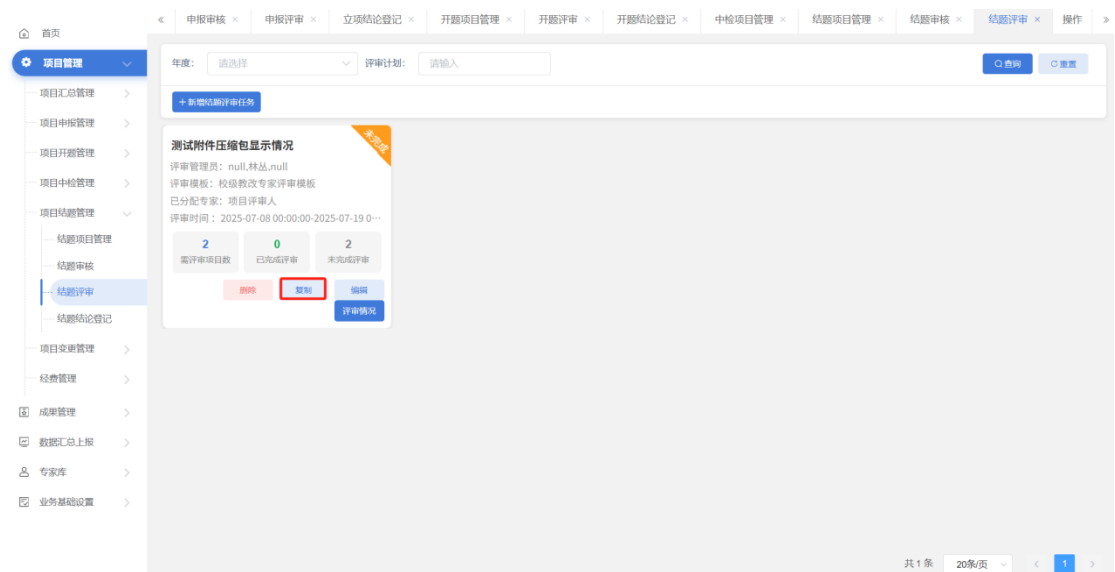 首页
项目管理
项目汇总管理
项目申报管理
项目开题管理
项目中检管理
项目结题管理
结题项目管理
结题审核
结题评审
结题结论登记
项目变更管理
经费管理
成果管理
数据汇总上报
专家库
业务基础设置
« 申报审核 × 申报评审 × 立项结论登记 × 开题项目管理 × 开题评审 × 开题结论登记 × 中检项目管理 × 结题项目管理 × 结题审核 × 结题评审 × 操作 »
年度： 请选择 评审计划： 请输入 查询 重置
+ 新增结题评审任务
测试附件压缩包显示情况 未完成
评审管理员：null,林丛,null
评审模板：校级教改专家评审模板
已分配专家：项目评审人
评审时间：2025-07-08 00:00:00-2025-07-19 0···
2 0 2
需评审项目数 已完成评审 未完成评审
删除 复制 编辑
评审情况
共 1 条 20条/页 < 1 >